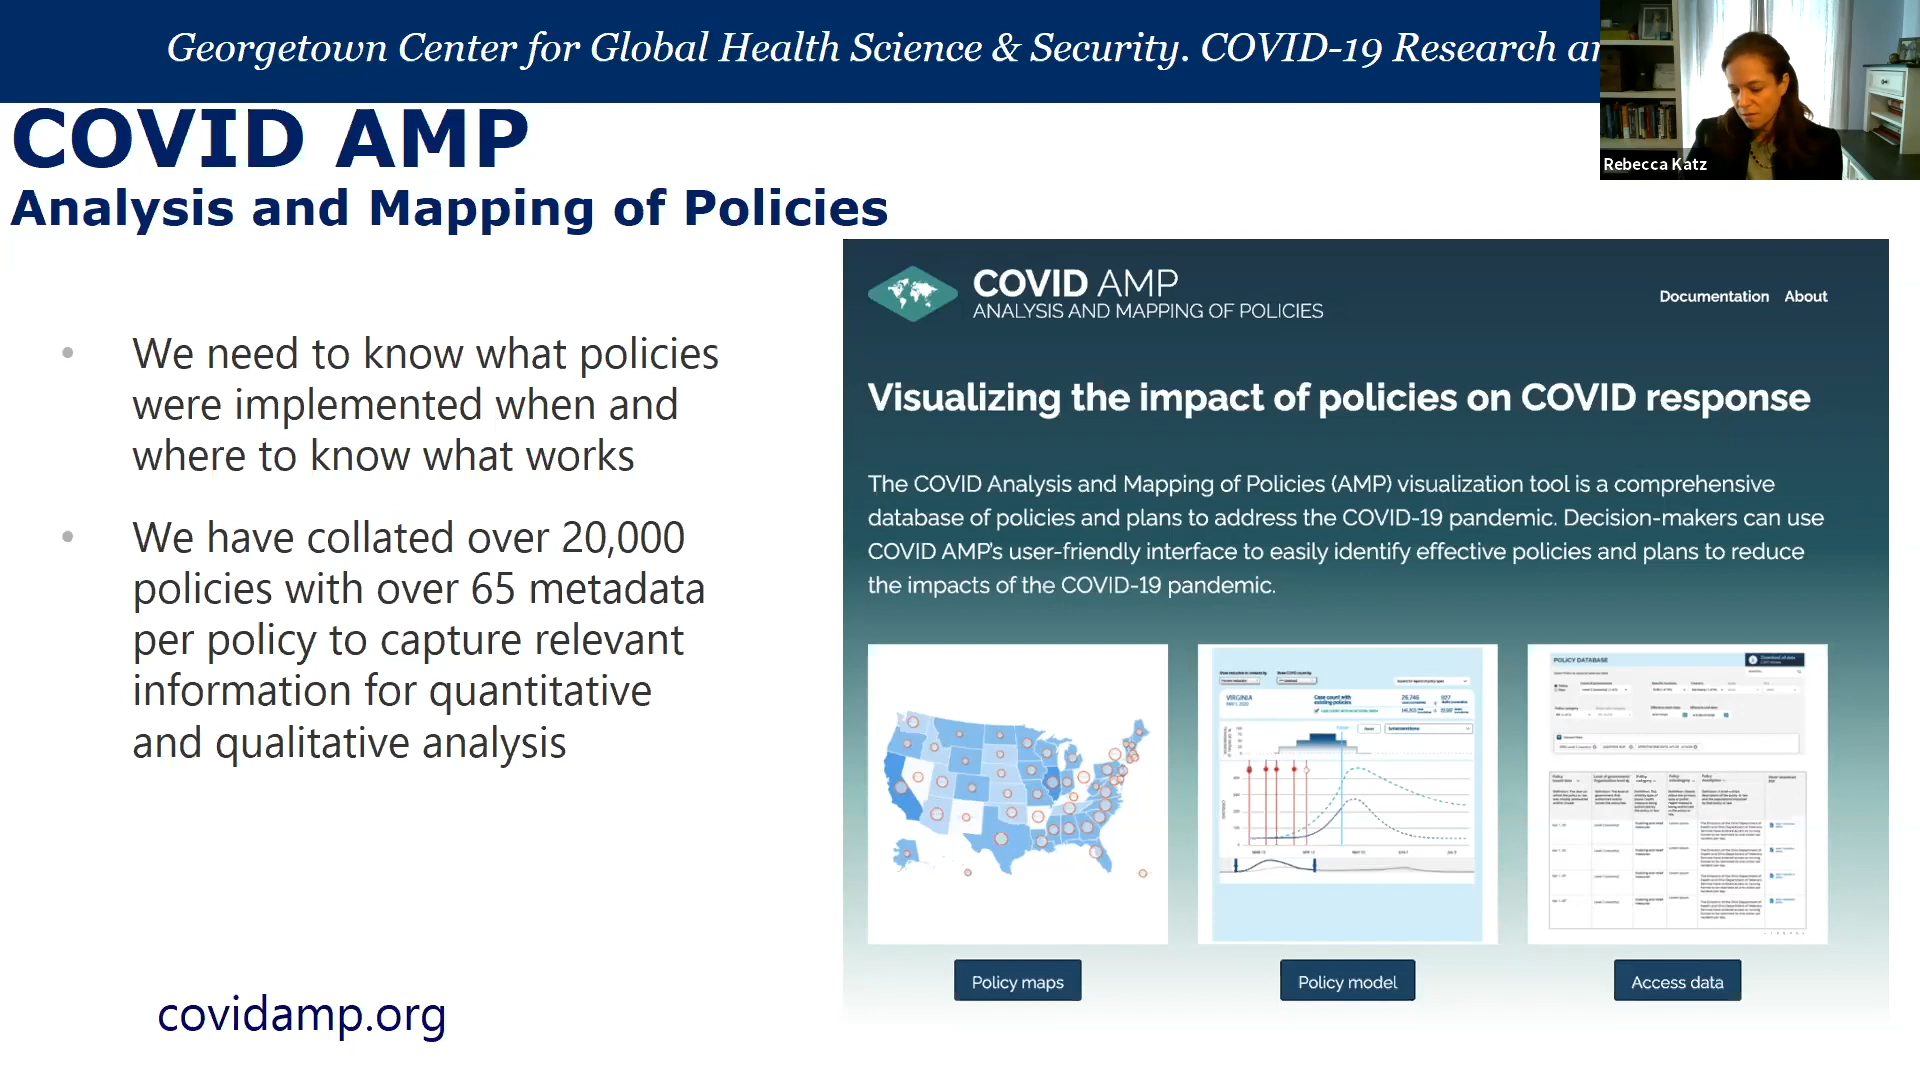 Georgetown Center for Global Health Science & Security. COVID-19 Research
Rebecca Katz
COVID AMP
Analysis and Mapping of Policies
• We need to know what policies
were implemented when and
where to know what works
• We have collated over 20,000
policies with over 65 metadata
per policy to capture relevant
information for quantitative
and qualitative analysis
covidamp.org
COVID AMP
ANALYSIS AND MAPPING OF POLICIES
Documentation About
Visualizing the impact of policies on COVID response
The COVID Analysis and Mapping of Policies (AMP) visualization tool is a comprehensive
database of policies and plans to address the COVID-19 pandemic. Decision-makers can use
COVID AMP's user-friendly interface to easily identify effective policies and plans to reduce
the impacts of the COVID-19 pandemic.
VIRGINIA
Case count with
existing policies
POLICY DATABASE
Policy maps
Policy model
Access data